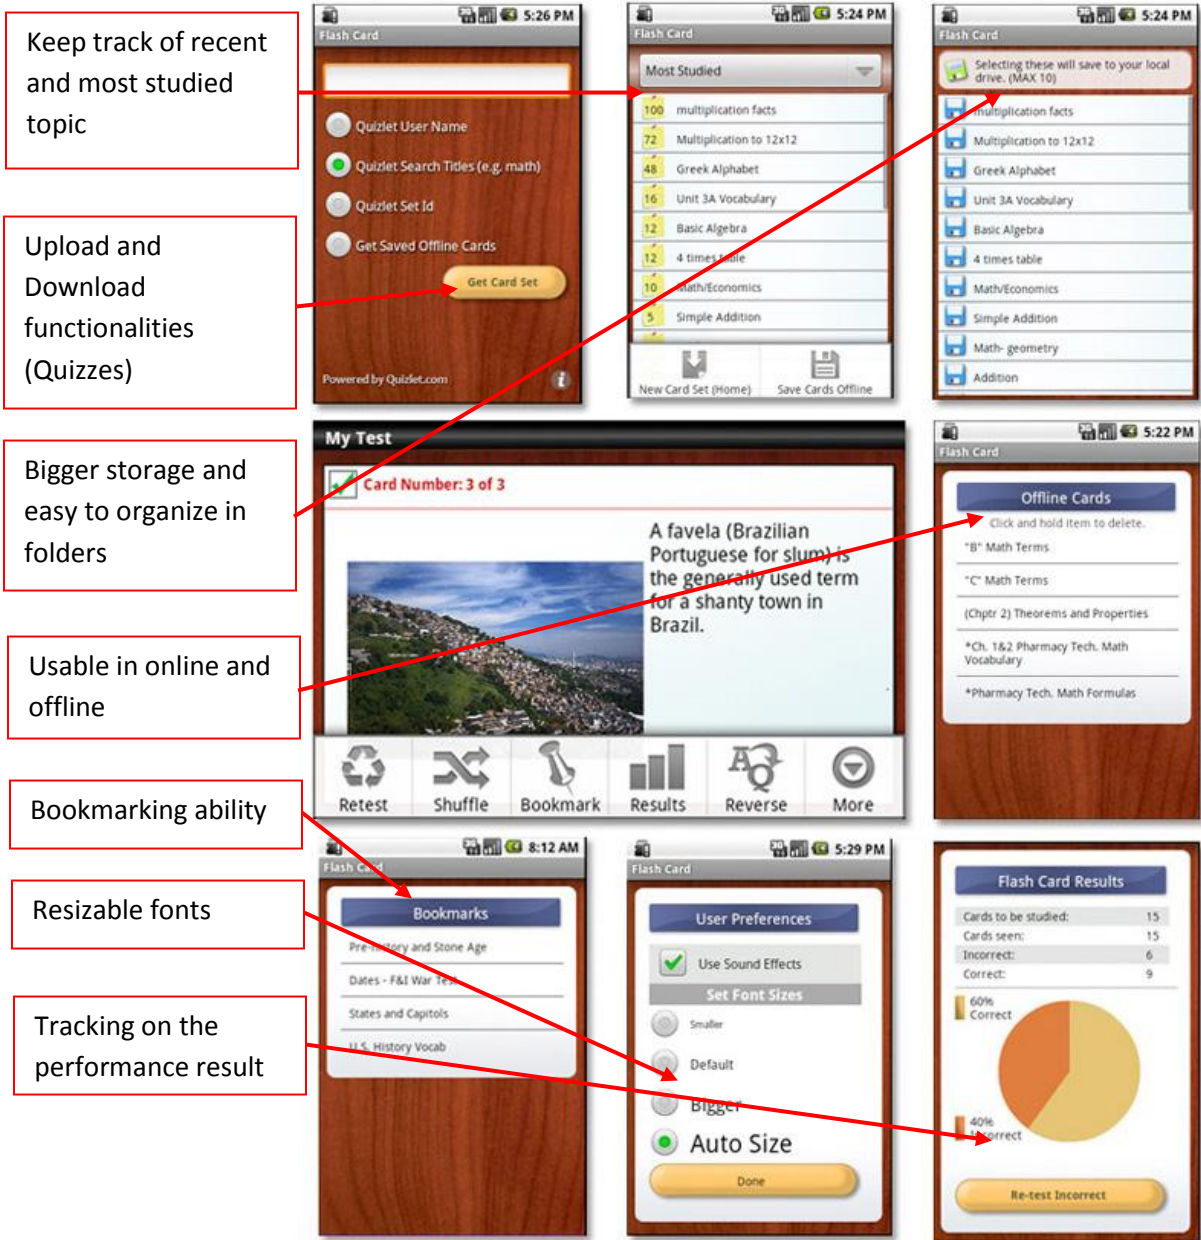 Keep track of recent
and most studied
topic
Upload and
Download
functionalities
(Quizzes)
Bigger storage and
easy to organize in
folders
Usable in online and
offline
Bookmarking ability
Resizable fonts
Tracking on the
performance result
5:26 PM
Flash Card
Quizlet User Name
Quizlet Search Titles (e.g. math)
Quizlet Set Id
Get Saved Offline Cards
Get Card Set
Powered by Quizlet.com
i
5:24 PM
Flash Card
Most Studied
100 multiplication facts
72 Multiplication to 12x12
48 Greek Alphabet
16 Unit 3A Vocabulary
12 Basic Algebra
12 4 times table
10 Math/Economics
5 Simple Addition
New Card Set (Home)
Save Cards Offline
5:24 PM
Flash Card
Selecting these will save to your local
drive. (MAX 10)
multiplication facts
Multiplication to 12x12
Greek Alphabet
Unit 3A Vocabulary
Basic Algebra
4 times table
Math/Economics
Simple Addition
Math- geometry
Addition
My Test
Card Number: 3 of 3
A favela (Brazilian
Portuguese for slum) is
the generally used term
for a shanty town in
Brazil.
Retest
Shuffle
Bookmark
Results
AQ
Reverse
More
5:22 PM
Flash Card
Offline Cards
Click and hold item to delete.
"B" Math Terms
"C" Math Terms
(Chptr 2) Theorems and Properties
*Ch. 1&2 Pharmacy Tech. Math
Vocabulary
*Pharmacy Tech. Math Formulas
8:12 AM
Flash Card
Bookmarks
Pre-history and Stone Age
Dates - F&I War Test
States and Capitols
U.S. History Vocab
5:29 PM
Flash Card
User Preferences
Use Sound Effects
Set Font Sizes
Smaller
Default
Bigger
Auto Size
Done
Flash Card Results
Cards to be studied: 15
Cards seen: 15
Incorrect: 6
Correct: 9
60%
Correct
40%
Incorrect
Re-test Incorrect